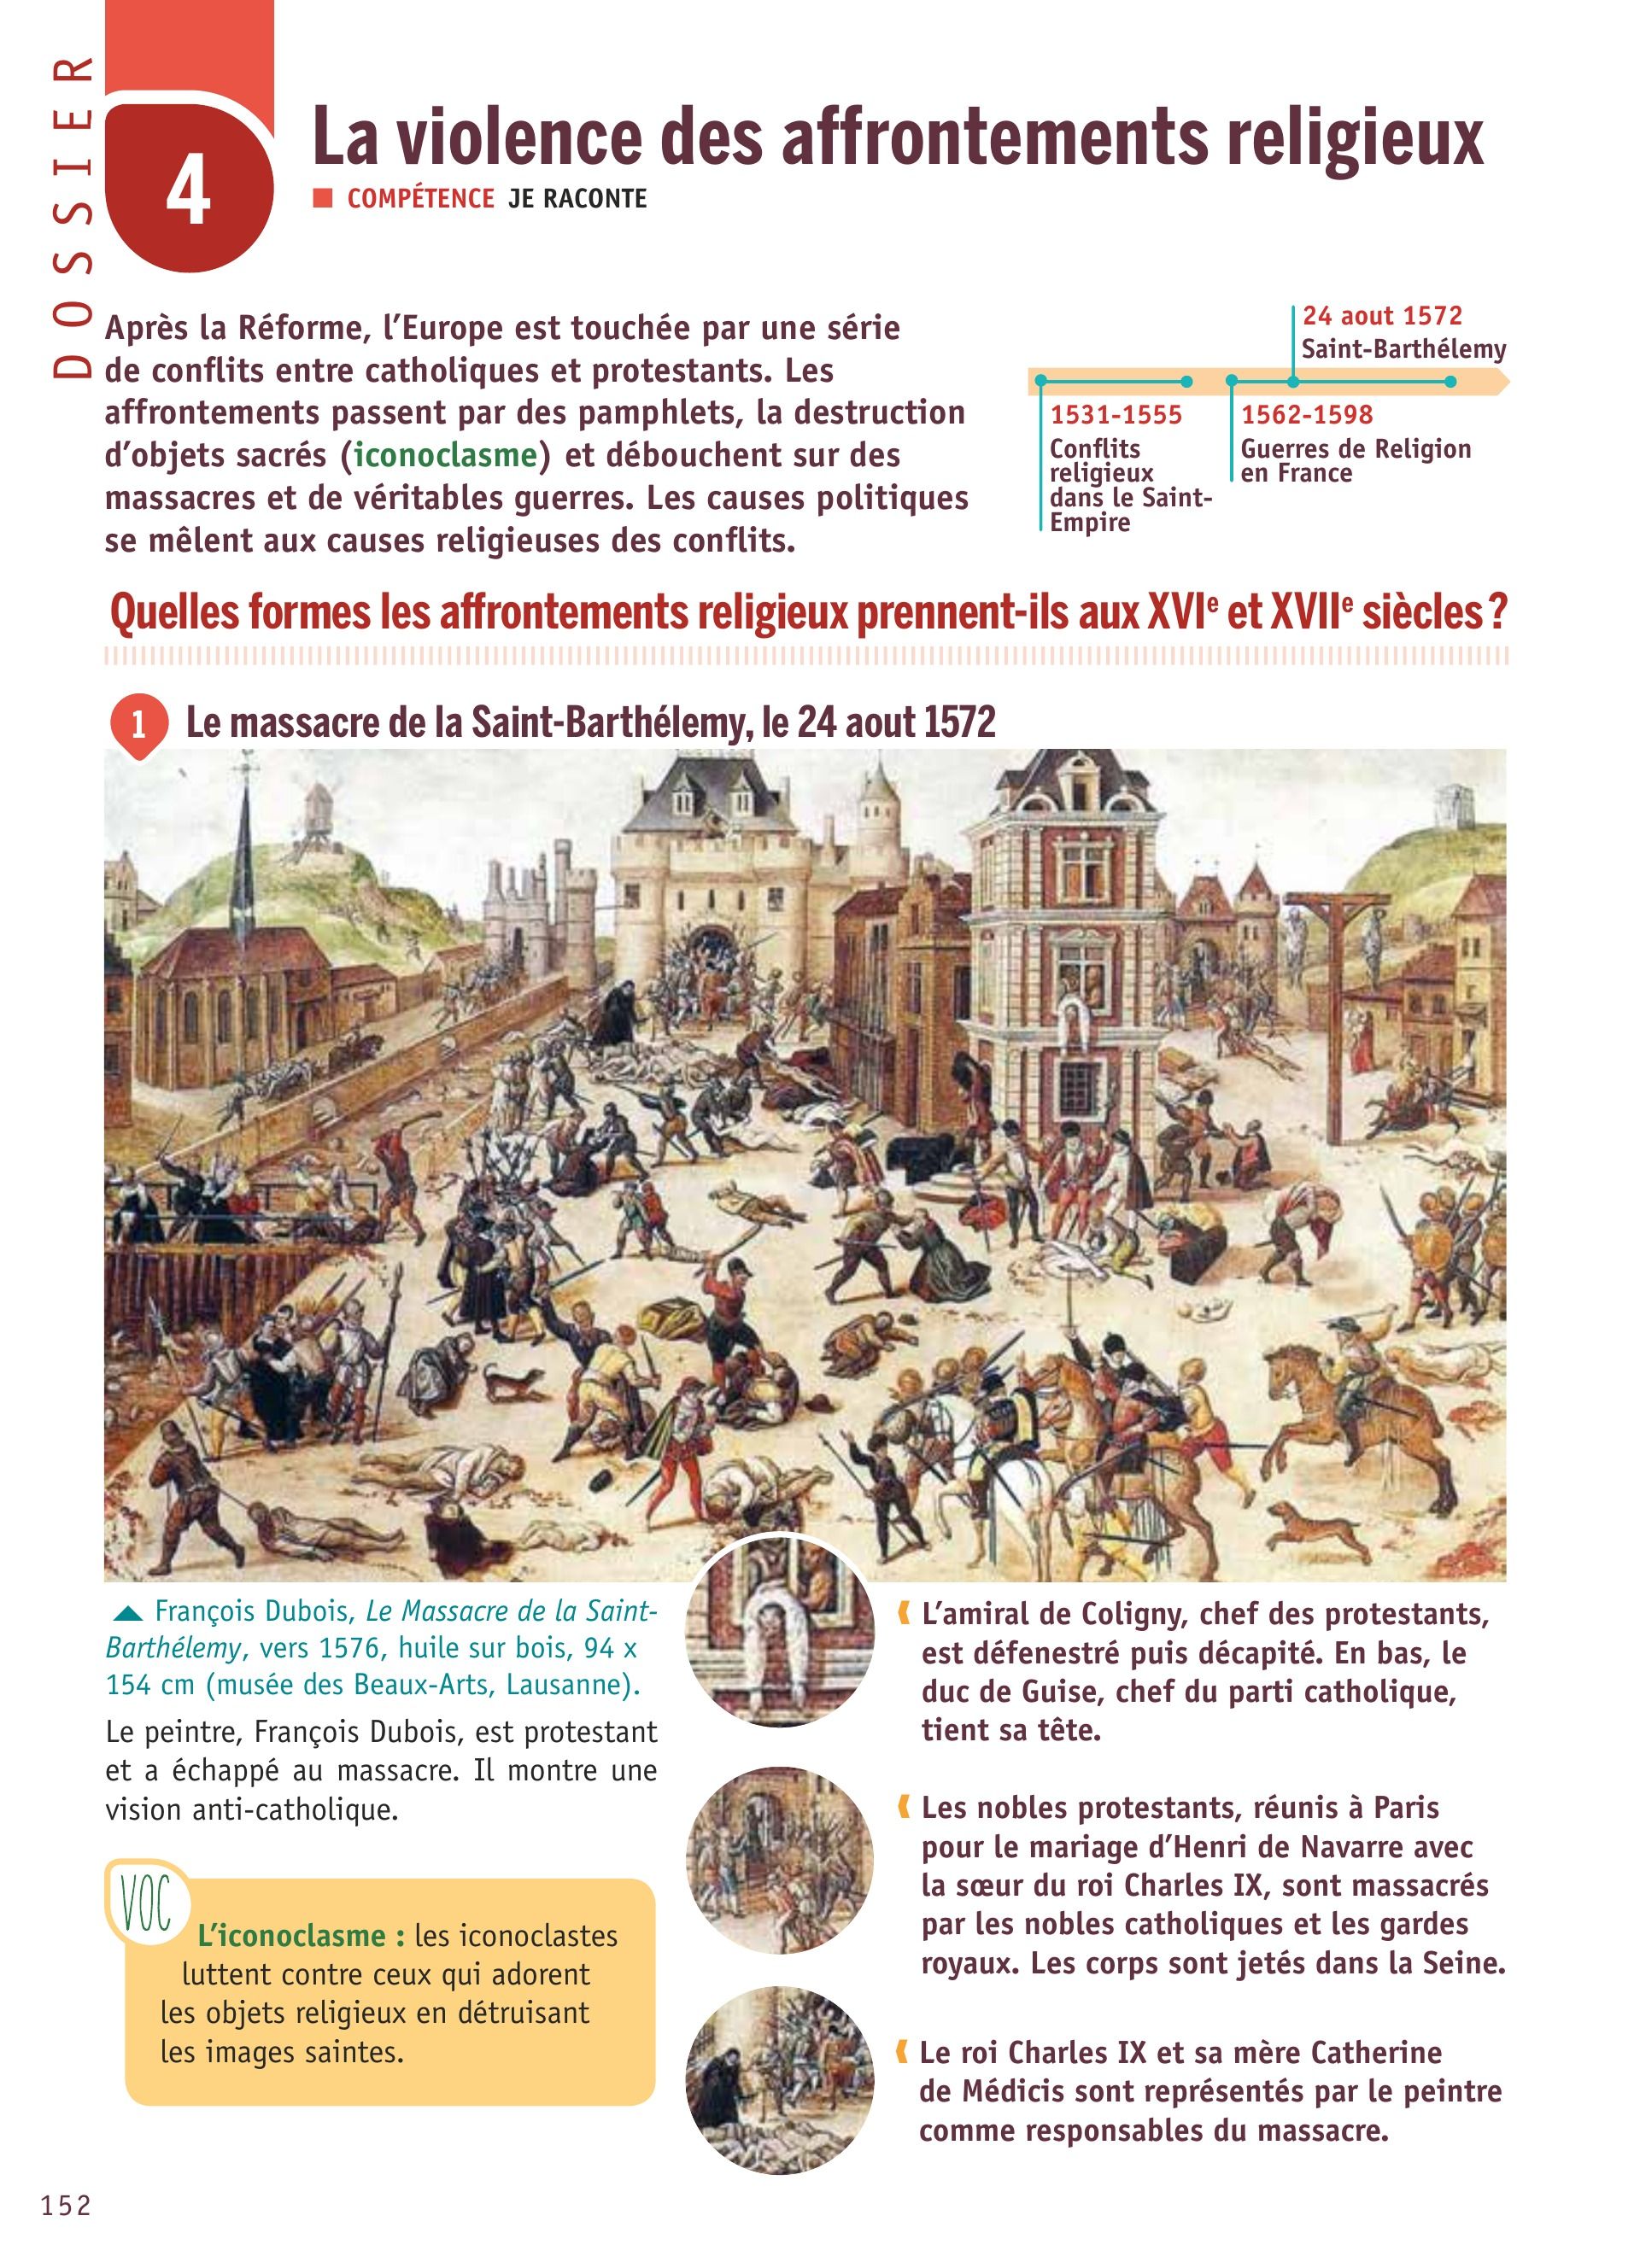 DOSSIER
4
La violence des affrontements religieux
COMPÉTENCE JE RACONTE
Après la Réforme, l’Europe est touchée par une série
de conflits entre catholiques et protestants. Les
affrontements passent par des pamphlets, la destruction
d’objets sacrés (iconoclasme) et débouchent sur des
massacres et de véritables guerres. Les causes politiques
se mêlent aux causes religieuses des conflits.
24 aout 1572
Saint-Barthélemy
1531-1555
Conflits
religieux
dans le Saint-
Empire
1562-1598
Guerres de Religion
en France
Quelles formes les affrontements religieux prennent-ils aux XVIe et XVIIe siècles ?
1 Le massacre de la Saint-Barthélemy, le 24 aout 1572
François Dubois, Le Massacre de la Saint-
Barthélemy, vers 1576, huile sur bois, 94 x
154 cm (musée des Beaux-Arts, Lausanne).
Le peintre, François Dubois, est protestant
et a échappé au massacre. Il montre une
vision anti-catholique.
VOC
L’iconoclasme : les iconoclastes
luttent contre ceux qui adorent
les objets religieux en détruisant
les images saintes.
L’amiral de Coligny, chef des protestants,
est défenestré puis décapité. En bas, le
duc de Guise, chef du parti catholique,
tient sa tête.
Les nobles protestants, réunis à Paris
pour le mariage d’Henri de Navarre avec
la sœur du roi Charles IX, sont massacrés
par les nobles catholiques et les gardes
royaux. Les corps sont jetés dans la Seine.
Le roi Charles IX et sa mère Catherine
de Médicis sont représentés par le peintre
comme responsables du massacre.
152